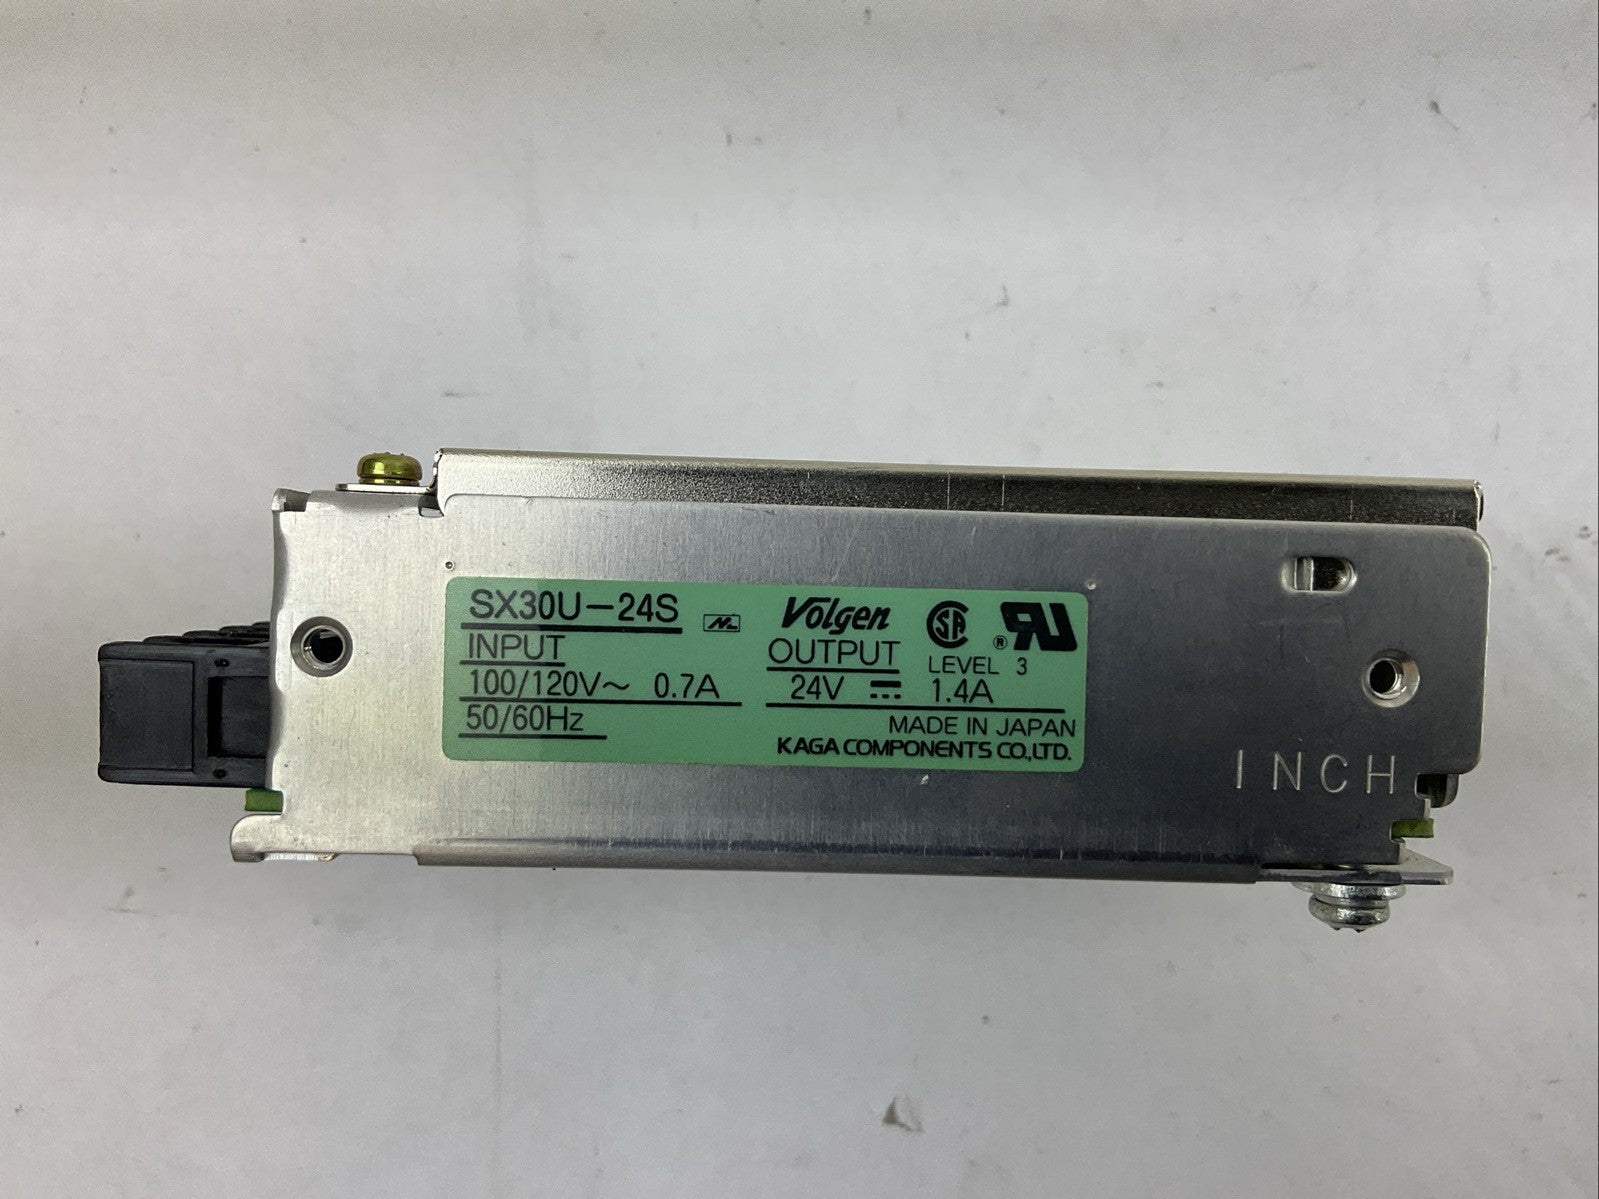 SX30U-24S
INPUT
100/120V~ 0.7A
50/60Hz
Volgen
OUTPUT
LEVEL 3
24V ⎓ 1.4A
MADE IN JAPAN
KAGA COMPONENTS CO.,LTD.
INCH